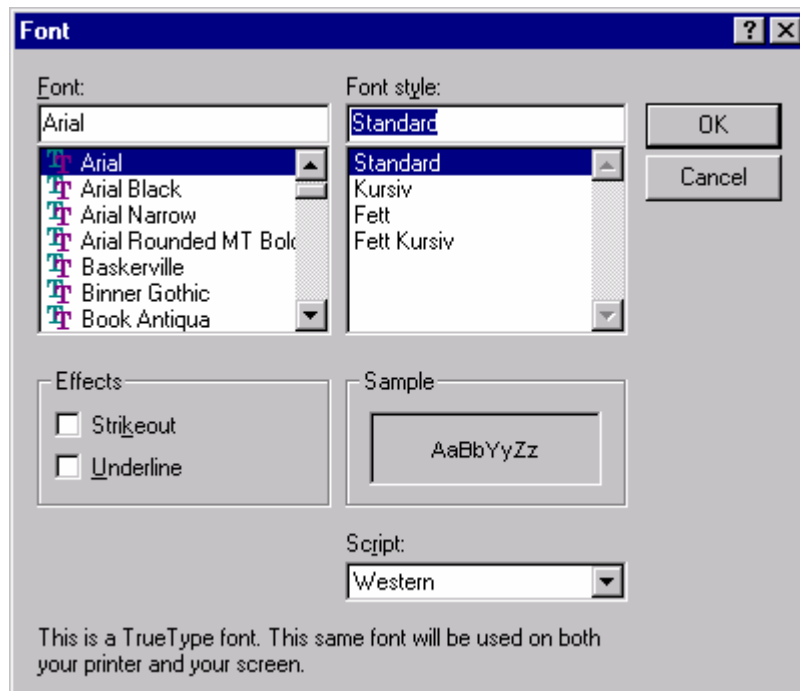 Font
Font:
Arial
Arial
Arial Black
Arial Narrow
Arial Rounded MT Bold
Baskerville
Binner Gothic
Book Antiqua
Font style:
Standard
Standard
Kursiv
Fett
Fett Kursiv
OK
Cancel
Effects
Strikeout
Underline
Sample
AaBbYyZz
Script:
Western
This is a TrueType font. This same font will be used on both
your printer and your screen.